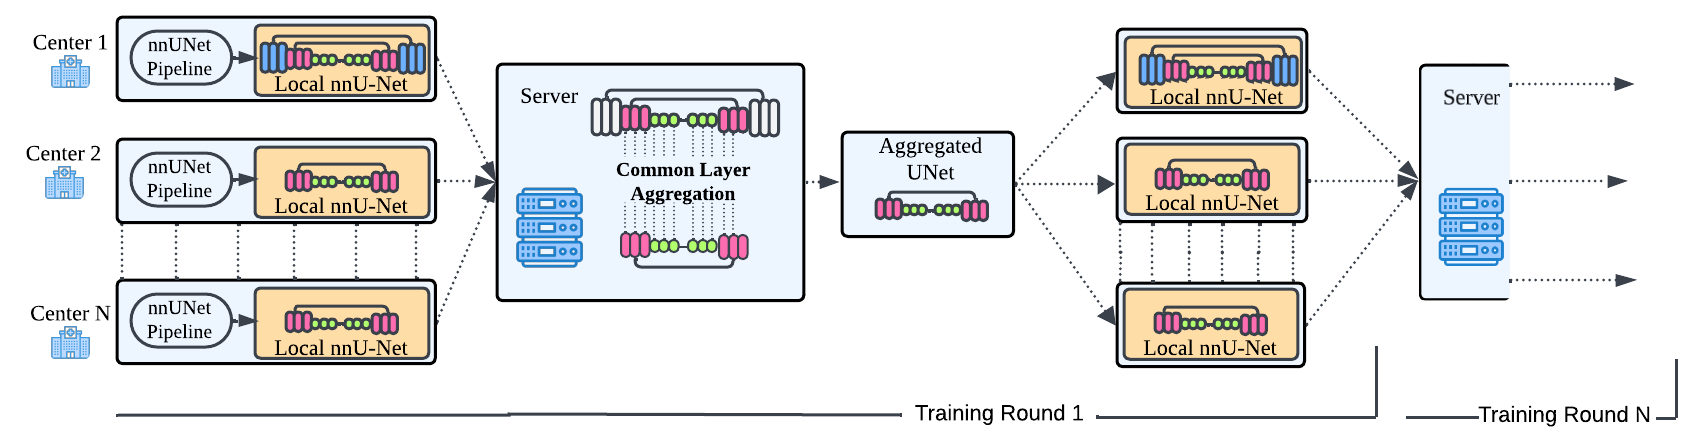 Center 1
nnUNet
Pipeline
Local nnU-Net
Center 2
nnUNet
Pipeline
Local nnU-Net
Center N
nnUNet
Pipeline
Local nnU-Net
Server
Common Layer
Aggregation
Aggregated
UNet
Local nnU-Net
Local nnU-Net
Local nnU-Net
Server
Training Round 1
Training Round N